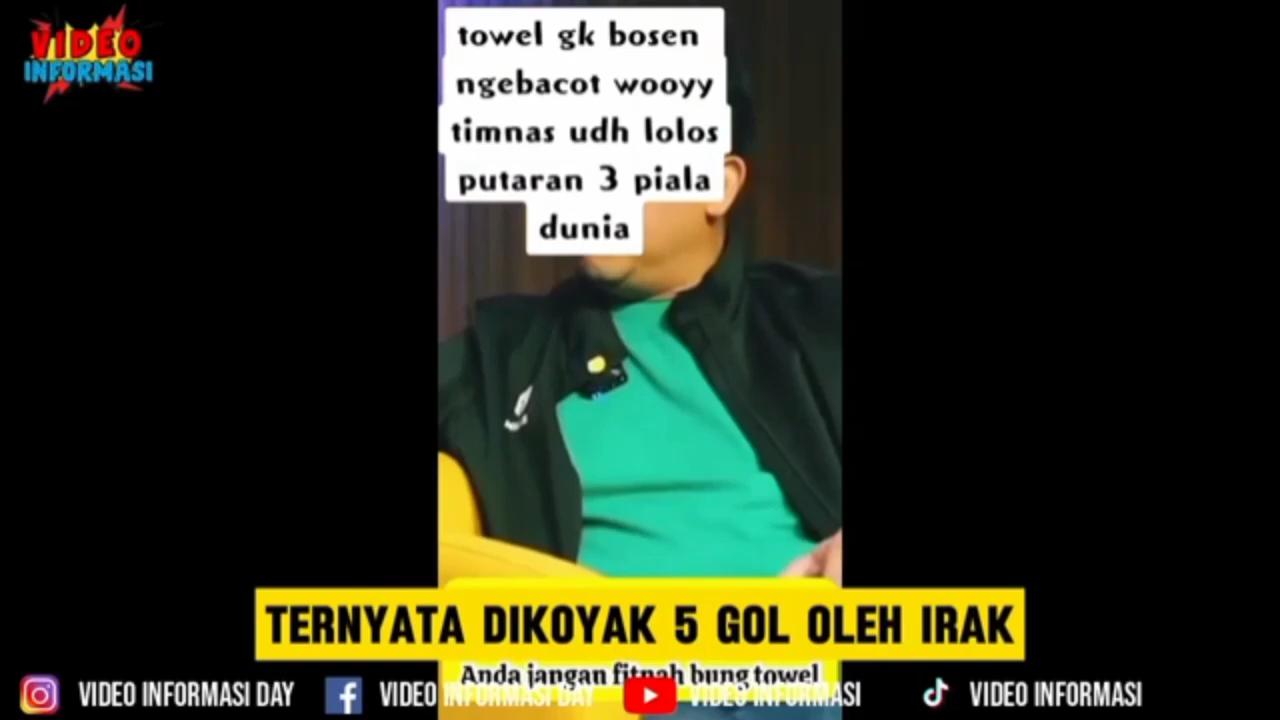 VIDEO
INFORMASI
towel gk bosen
ngebacot wooyy
timnas udh lolos
putaran 3 piala
dunia
TERNYATA DIKOYAK 5 GOL OLEH IRAK
Anda jangan fitnah bung towel
VIDEO INFORMASI DAY
VIDEO INFORMASI DAY
VIDEO INFORMASI
VIDEO INFORMASI